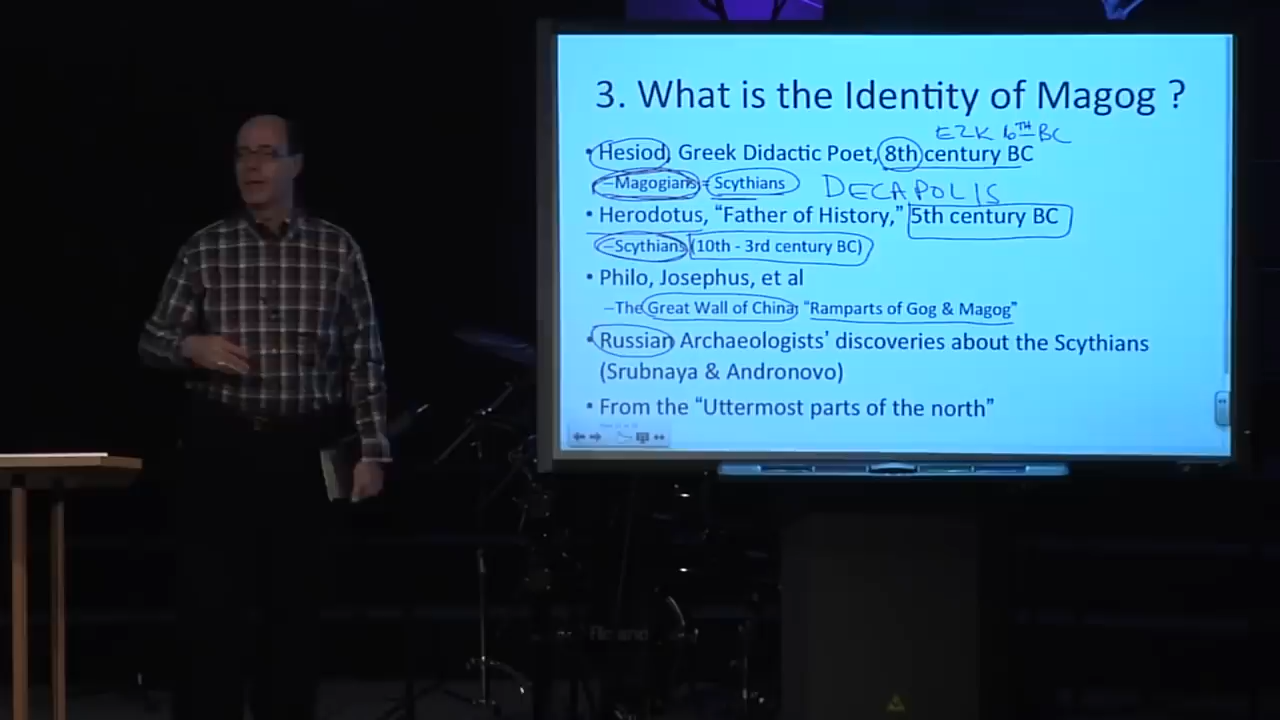 3. What is the Identity of Magog ?
EZK 6TH BC
• Hesiod, Greek Didactic Poet, 8th century BC
–Magogians = Scythians DECAPOLIS
• Herodotus, “Father of History,” 5th century BC
–Scythians (10th - 3rd century BC)
• Philo, Josephus, et al
–The Great Wall of China; “Ramparts of Gog & Magog”
• Russian Archaeologists’ discoveries about the Scythians
(Srubnaya & Andronovo)
• From the “Uttermost parts of the north”
Roland